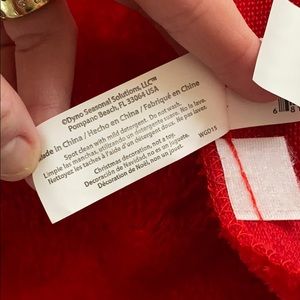 ©Dyno Seasonal Solutions, LLC™
Pompano Beach, FL 33064 USA
Made in China / Hecho en China / Fabriqué en Chine
Spot clean with mild detergent. Do not wash.
Limpie las manchas, utilizando un detergente suave. No lave.
Nettoyez les taches à l'aide d'un détergent doux. Ne lavez pas.
Christmas decoration, not a toy.
Decoración de Navidad, no es un juguete.
Décoration de Noël, non un jouet.
WG015